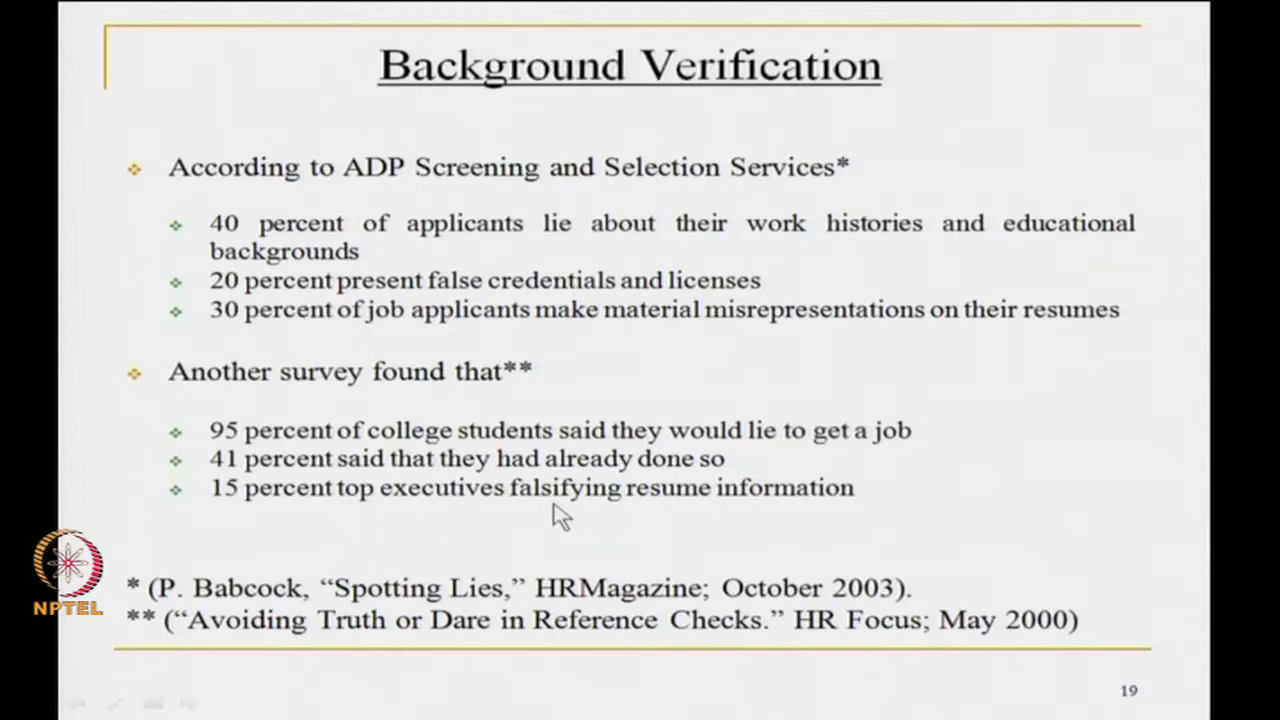 Background Verification
According to ADP Screening and Selection Services*
40 percent of applicants lie about their work histories and educational
backgrounds
20 percent present false credentials and licenses
30 percent of job applicants make material misrepresentations on their resumes
Another survey found that**
95 percent of college students said they would lie to get a job
41 percent said that they had already done so
15 percent top executives falsifying resume information
* (P. Babcock, “Spotting Lies,” HRMagazine; October 2003).
** (“Avoiding Truth or Dare in Reference Checks.” HR Focus; May 2000)
NPTEL
19